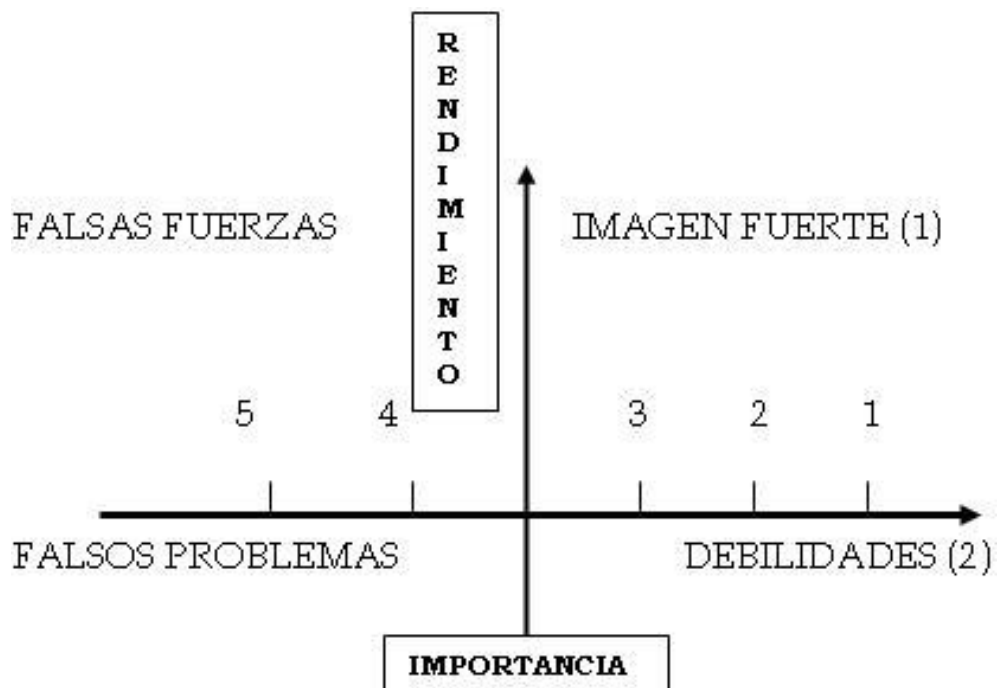 RENDIMIENTO
FALSAS FUERZAS
IMAGEN FUERTE (1)
5 4 3 2 1
FALSOS PROBLEMAS
DEBILIDADES (2)
IMPORTANCIA